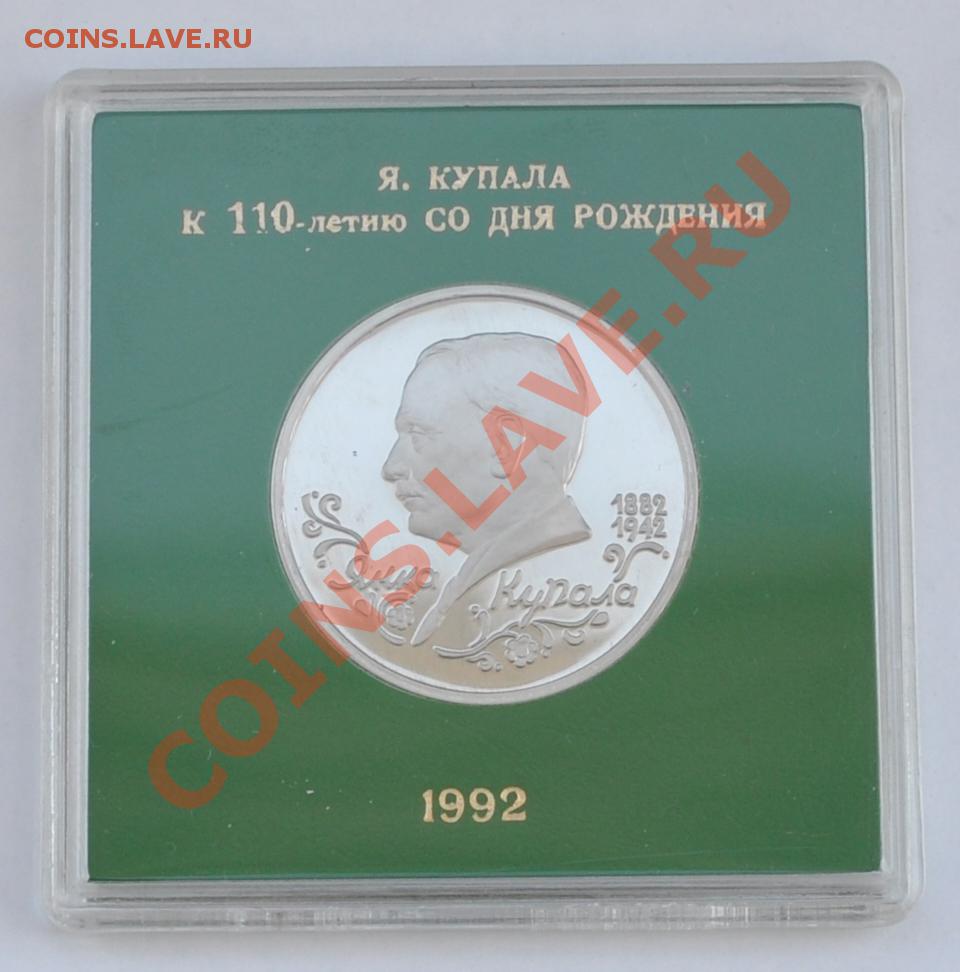 COINS.LAVE.RU
Я. КУПАЛА
К 110-летию СО ДНЯ РОЖДЕНИЯ
1882
1942
Янка Купала
1992
COINS.LAVE.RU